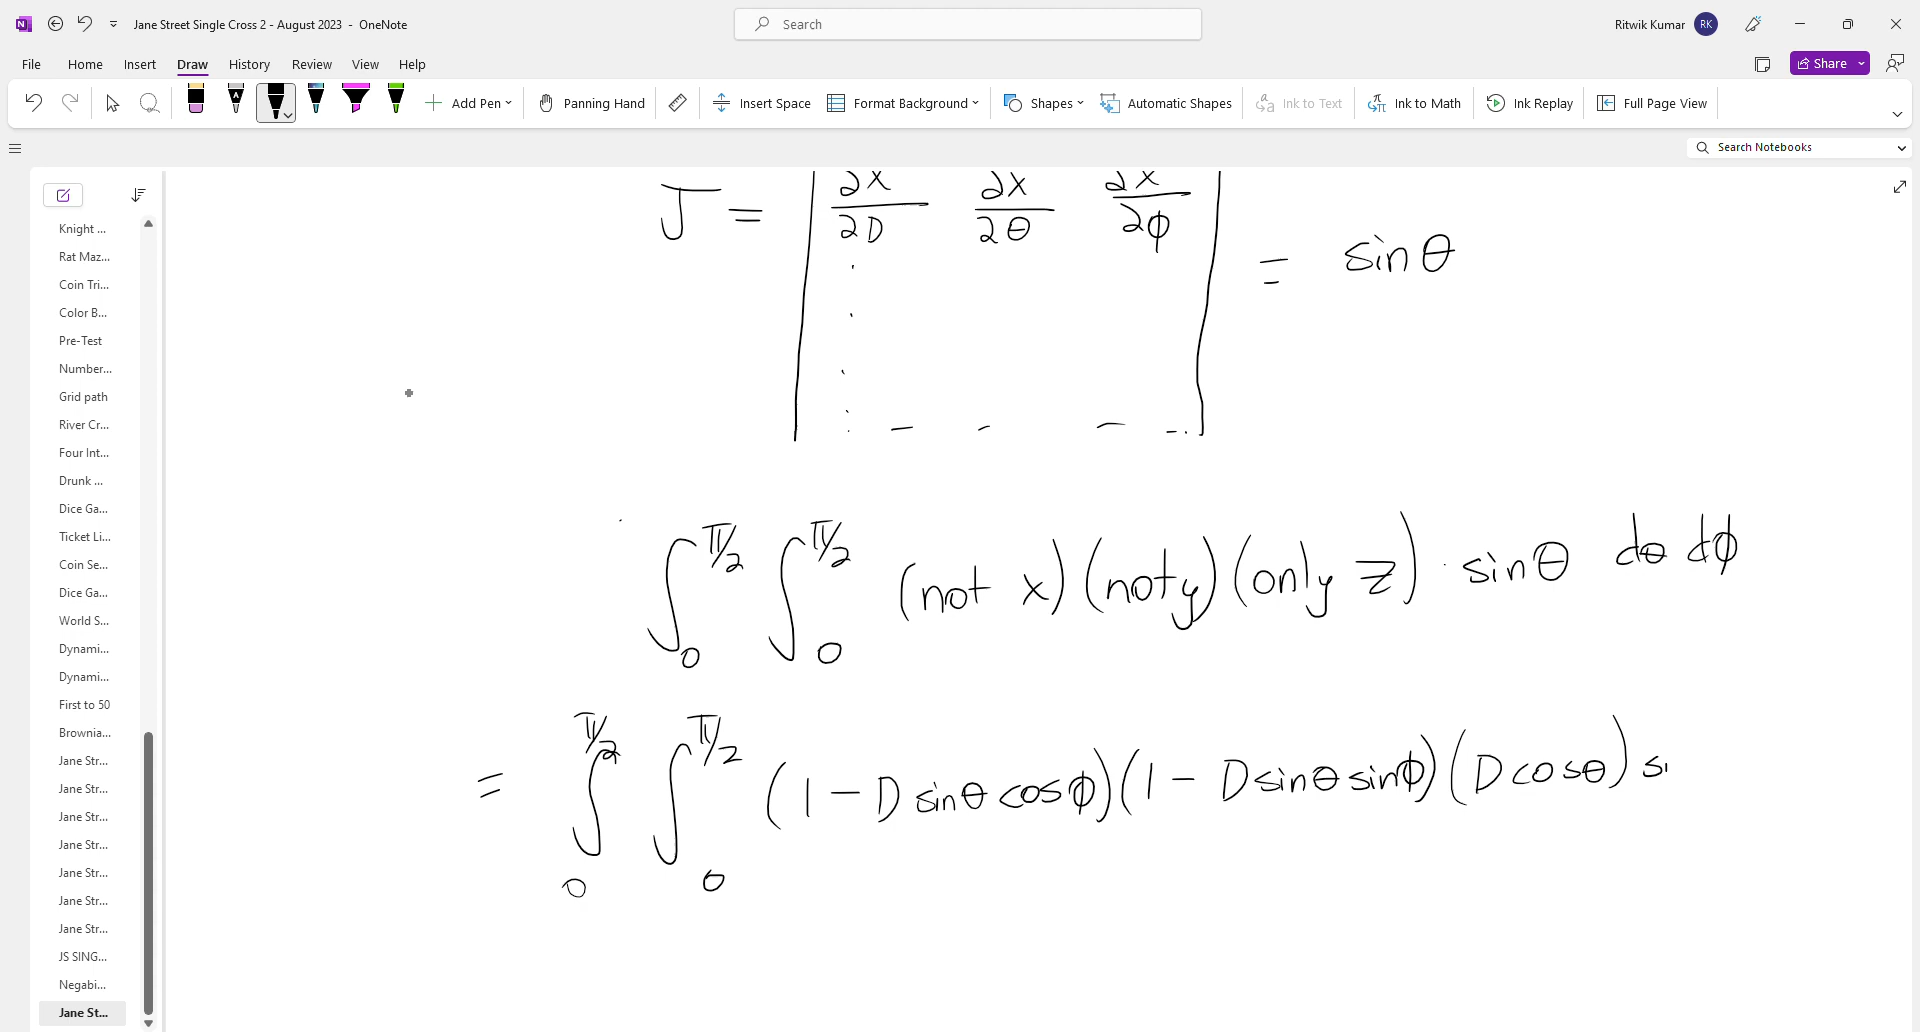 Jane Street Single Cross 2 - August 2023 - OneNote
Search
Ritwik Kumar RK
File Home Insert Draw History Review View Help
Share
Add Pen Panning Hand Insert Space Format Background Shapes Automatic Shapes Ink to Text Ink to Math Ink Replay Full Page View
Search Notebooks
Knight ...
Rat Maz...
Coin Tri...
Color B...
Pre-Test
Number...
Grid path
River Cr...
Four Int...
Drunk ...
Dice Ga...
Ticket Li...
Coin Se...
Dice Ga...
World S...
Dynami...
Dynami...
First to 50
Brownia...
Jane Str...
Jane Str...
Jane Str...
Jane Str...
Jane Str...
Jane Str...
Jane Str...
JS SING...
Negabi...
Jane St...
J = | ∂x/∂D ∂x/∂θ ∂x/∂φ | = sin θ
∫₀^π/2 ∫₀^π/2 (not x)(not y)(only z) · sin θ dθ dφ
= ∫₀^π/2 ∫₀^π/2 (1 − D sin θ cos φ)(1 − D sin θ sin φ)(D cos θ) si